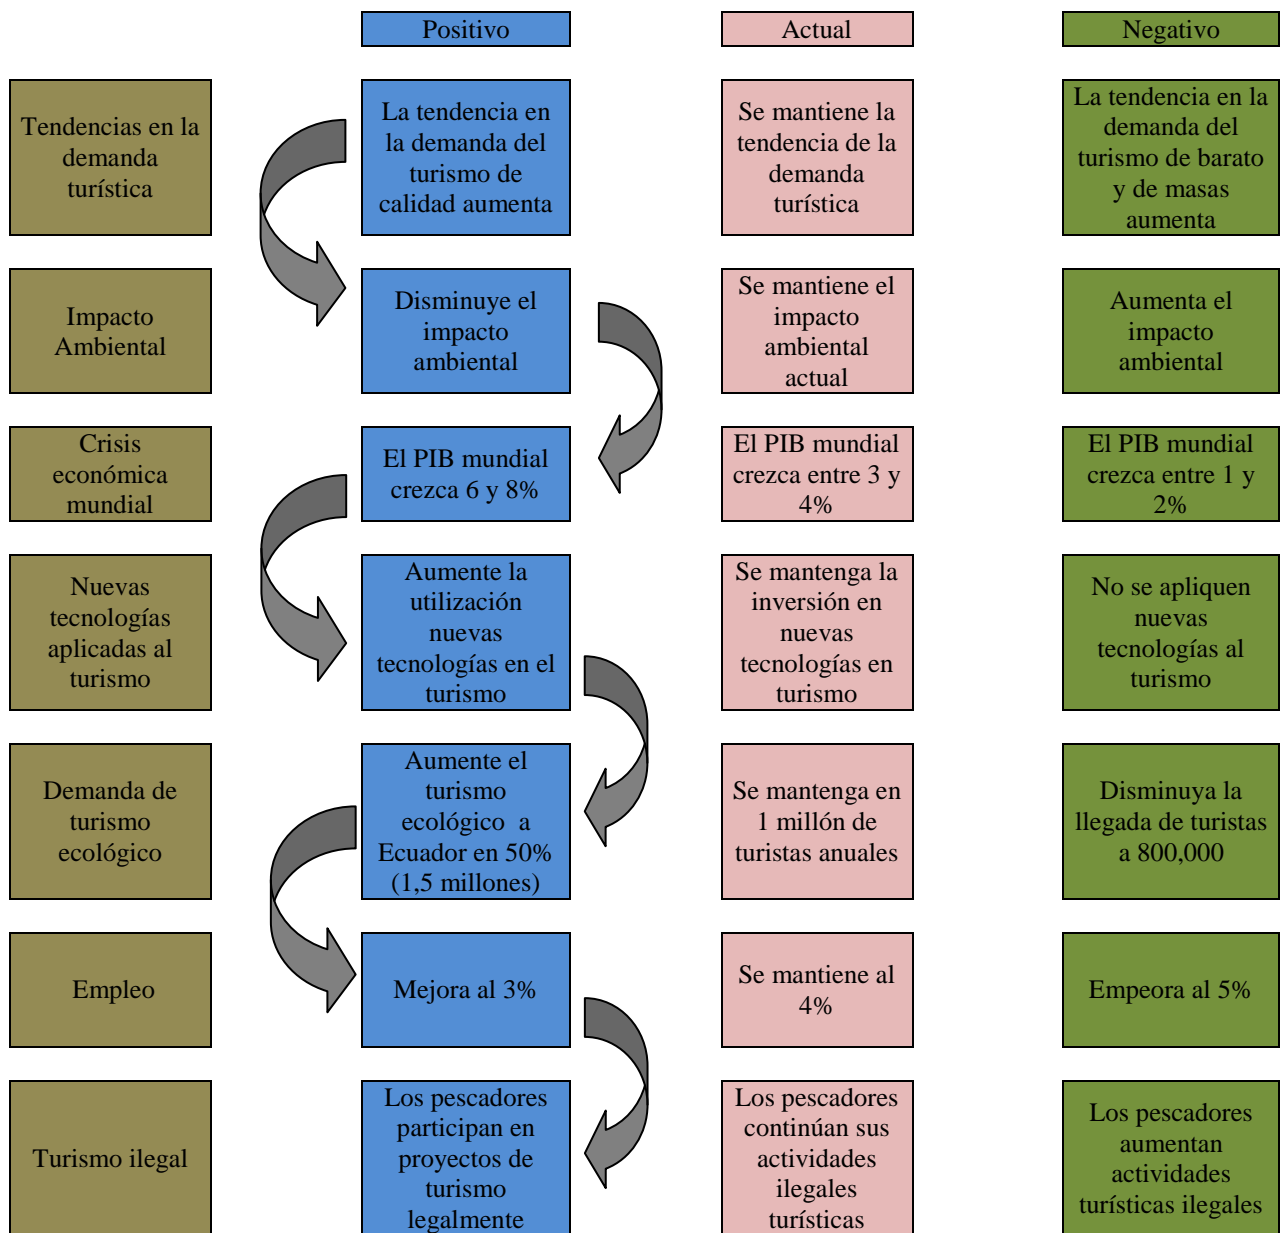 Positivo
Actual
Negativo
Tendencias en la
demanda
turística
La tendencia en
la demanda del
turismo de
calidad aumenta
Se mantiene la
tendencia de la
demanda
turística
La tendencia en la
demanda del
turismo de barato
y de masas
aumenta
Impacto
Ambiental
Disminuye el
impacto
ambiental
Se mantiene el
impacto
ambiental
actual
Aumenta el
impacto
ambiental
Crisis
económica
mundial
El PIB mundial
crezca 6 y 8%
El PIB mundial
crezca entre 3 y
4%
El PIB mundial
crezca entre 1 y
2%
Nuevas
tecnologías
aplicadas al
turismo
Aumente la
utilización
nuevas
tecnologías en el
turismo
Se mantenga la
inversión en
nuevas
tecnologías en
turismo
No se apliquen
nuevas
tecnologías al
turismo
Demanda de
turismo
ecológico
Aumente el
turismo
ecológico a
Ecuador en 50%
(1,5 millones)
Se mantenga en
1 millón de
turistas anuales
Disminuya la
llegada de turistas
a 800,000
Empleo
Mejora al 3%
Se mantiene al
4%
Empeora al 5%
Turismo ilegal
Los pescadores
participan en
proyectos de
turismo
legalmente
Los pescadores
continúan sus
actividades
ilegales
turísticas
Los pescadores
aumentan
actividades
turísticas ilegales